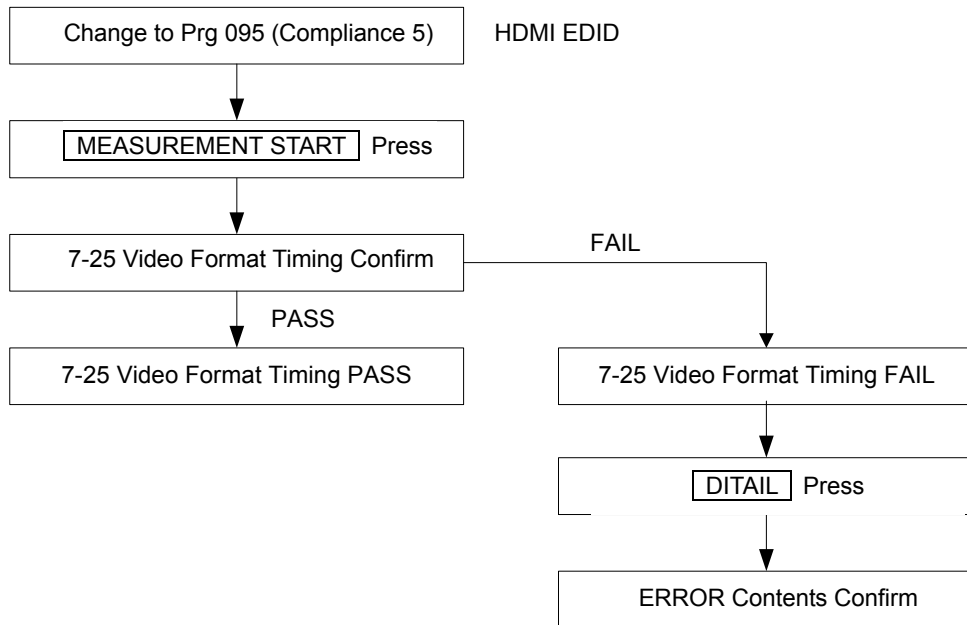 Change to Prg 095 (Compliance 5)
HDMI EDID
MEASUREMENT START Press
7-25 Video Format Timing Confirm
FAIL
PASS
7-25 Video Format Timing PASS
7-25 Video Format Timing FAIL
DITAIL Press
ERROR Contents Confirm